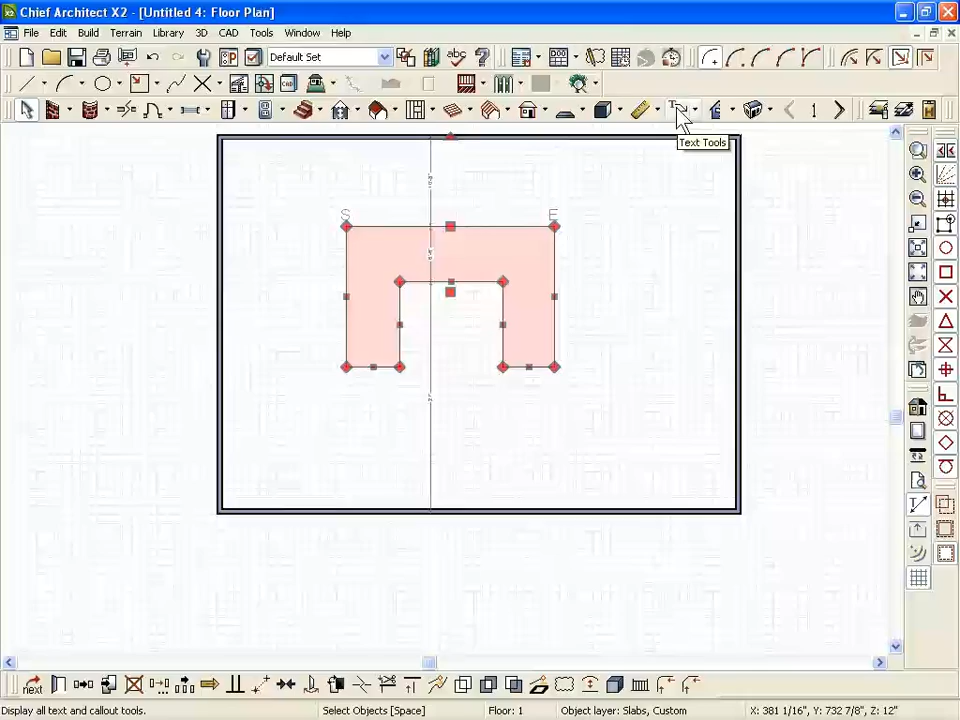 Chief Architect X2 - [Untitled 4: Floor Plan]
File Edit Build Terrain Library 3D CAD Tools Window Help
Default Set
1
Text Tools
S E
next
Display all text and callout tools. Select Objects [Space] Floor: 1 Object layer: Slabs, Custom X: 381 1/16", Y: 732 7/8", Z: 12"